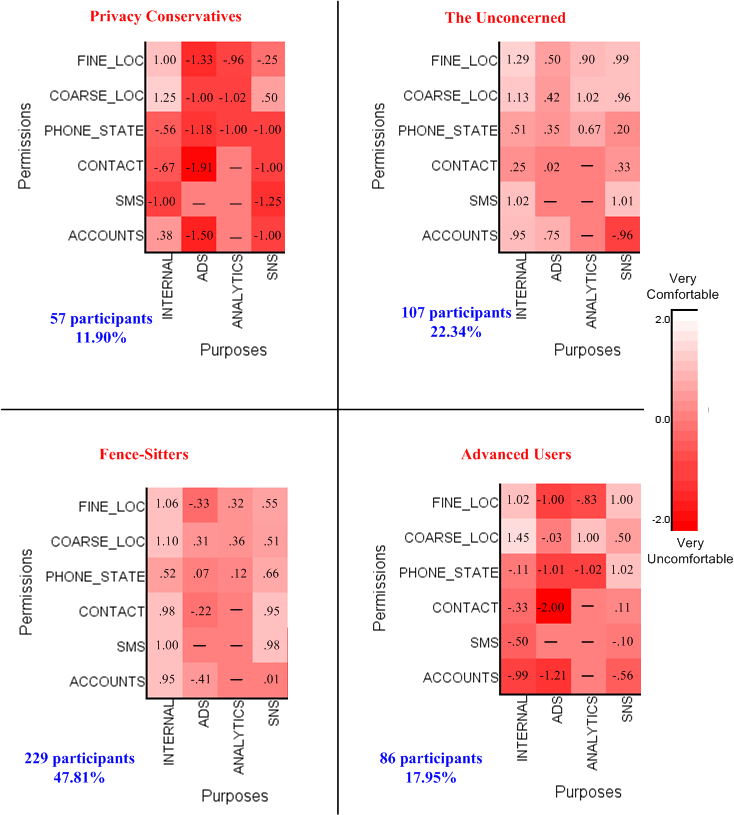 Privacy Conservatives
Permissions
FINE_LOC 1.00 -1.33 -.96 -.25
COARSE_LOC 1.25 -1.00 -1.02 .50
PHONE_STATE -.56 -1.18 -1.00 -1.00
CONTACT -.67 -1.91 — -1.00
SMS -1.00 — — -1.25
ACCOUNTS .38 -1.50 — -1.00
INTERNAL ADS ANALYTICS SNS
57 participants
11.90%
Purposes
The Unconcerned
Permissions
FINE_LOC 1.29 .50 .90 .99
COARSE_LOC 1.13 .42 1.02 .96
PHONE_STATE .51 .35 0.67 .20
CONTACT .25 .02 — .33
SMS 1.02 — — 1.01
ACCOUNTS .95 .75 — -.96
INTERNAL ADS ANALYTICS SNS
107 participants
22.34%
Purposes
Very
Comfortable
2.0
0.0
-2.0
Very
Uncomfortable
Fence-Sitters
Permissions
FINE_LOC 1.06 -.33 .32 .55
COARSE_LOC 1.10 .31 .36 .51
PHONE_STATE .52 .07 .12 .66
CONTACT .98 -.22 — .95
SMS 1.00 — — .98
ACCOUNTS .95 -.41 — .01
INTERNAL ADS ANALYTICS SNS
229 participants
47.81%
Purposes
Advanced Users
Permissions
FINE_LOC 1.02 -1.00 -.83 1.00
COARSE_LOC 1.45 -.03 1.00 .50
PHONE_STATE -.11 -1.01 -1.02 1.02
CONTACT -.33 -2.00 — .11
SMS -.50 — — -.10
ACCOUNTS -.99 -1.21 — -.56
INTERNAL ADS ANALYTICS SNS
86 participants
17.95%
Purposes